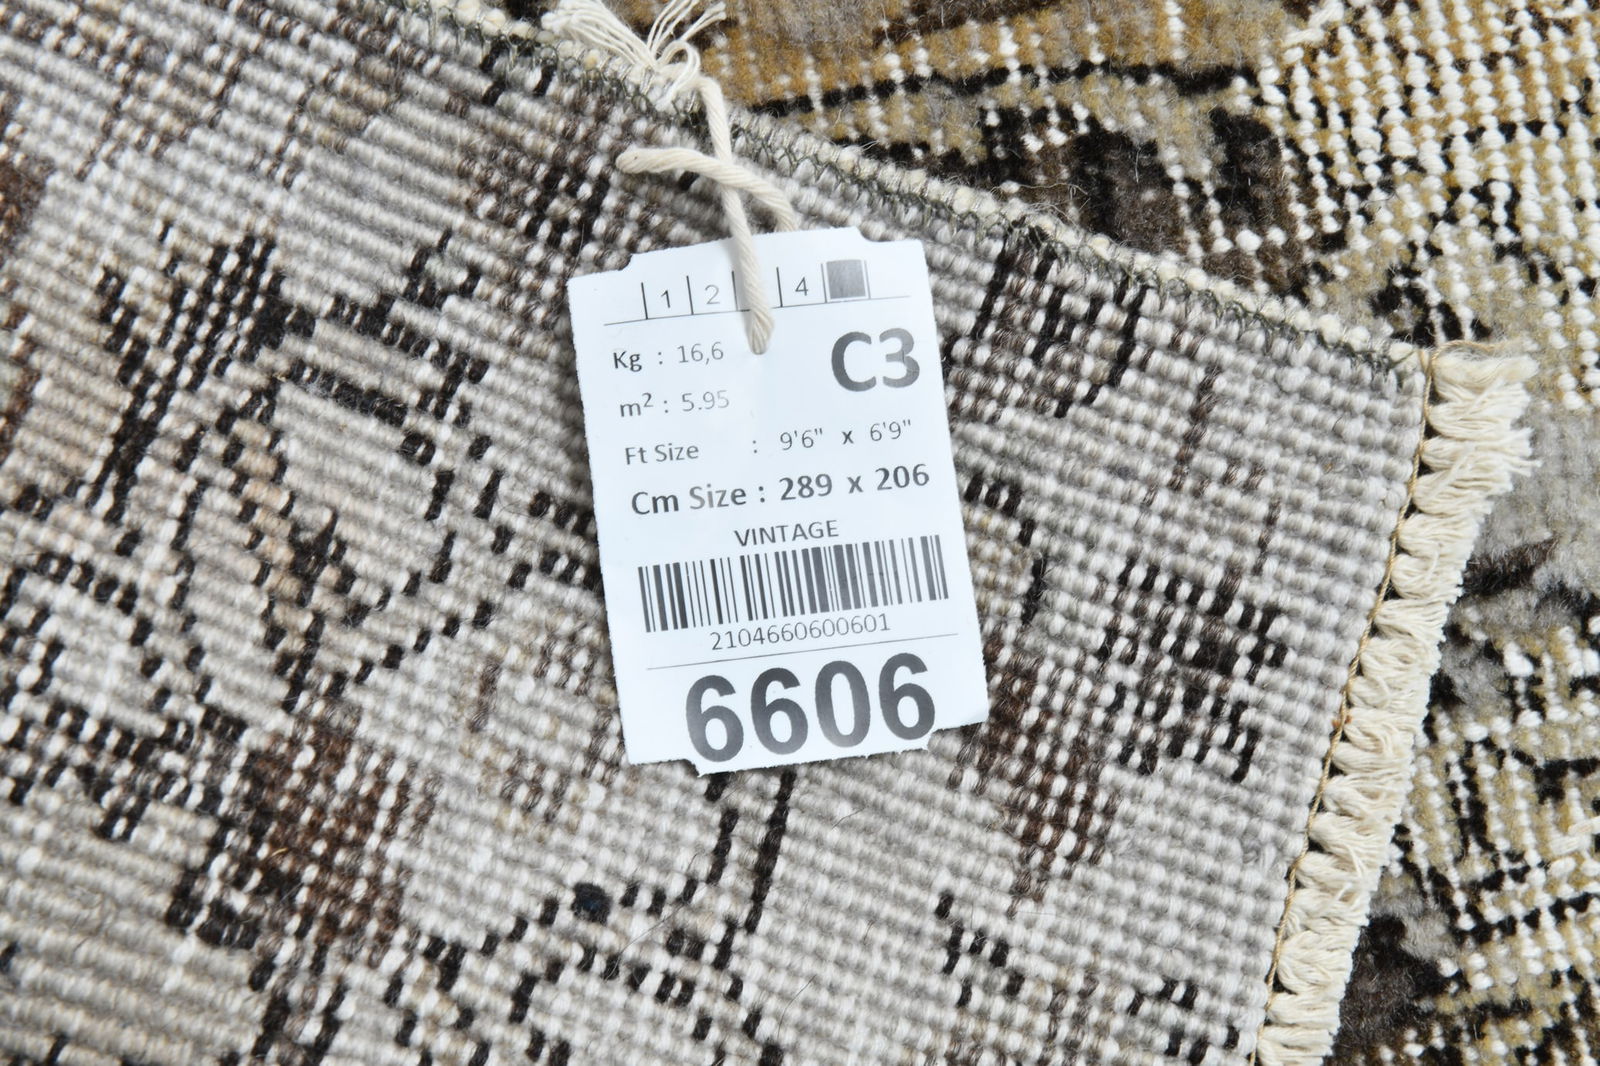 1 2 4
Kg : 16,6
C3
m² : 5.95
Ft Size : 9'6" x 6'9"
Cm Size : 289 x 206
VINTAGE
2104660600601
6606